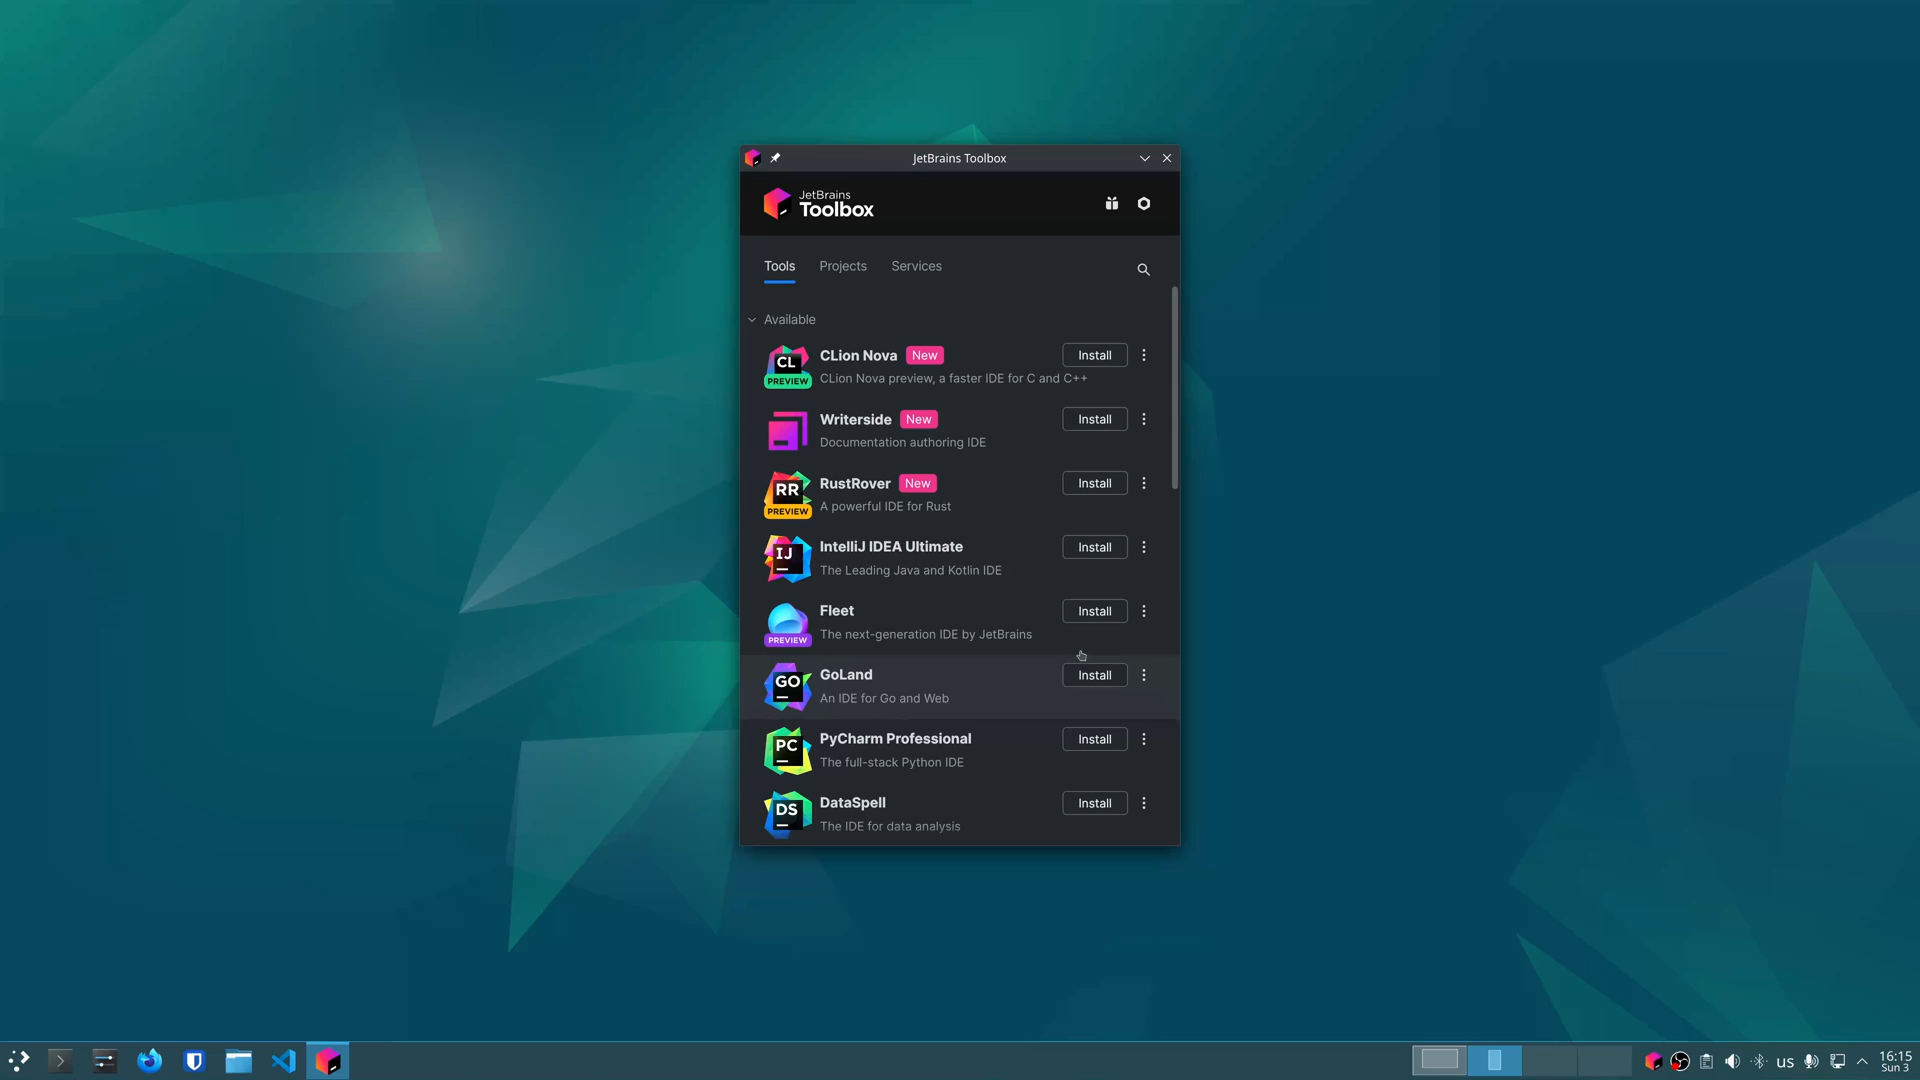 JetBrains Toolbox
JetBrains
Toolbox
Tools Projects Services
Available
CL
PREVIEW
CLion Nova New Install
CLion Nova preview, a faster IDE for C and C++
Writerside New Install
Documentation authoring IDE
RR
PREVIEW
RustRover New Install
A powerful IDE for Rust
IJ
IntelliJ IDEA Ultimate Install
The Leading Java and Kotlin IDE
PREVIEW
Fleet Install
The next-generation IDE by JetBrains
GO
GoLand Install
An IDE for Go and Web
PC
PyCharm Professional Install
The full-stack Python IDE
DS
DataSpell Install
The IDE for data analysis
us
16:15
Sun 3